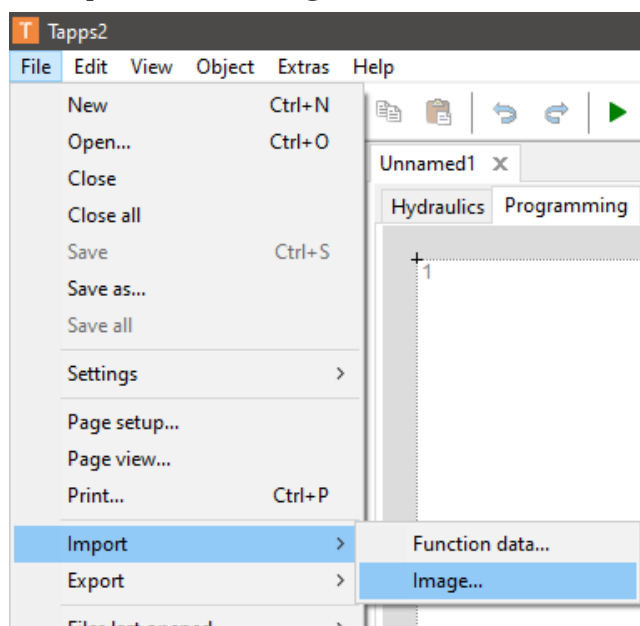 T Tapps2
File Edit View Object Extras Help
New Ctrl+N
Open... Ctrl+O
Close
Close all
Save Ctrl+S
Save as...
Save all
Settings
Page setup...
Page view...
Print... Ctrl+P
Import
Export
Unnamed1
Hydraulics Programming
1
Function data...
Image...